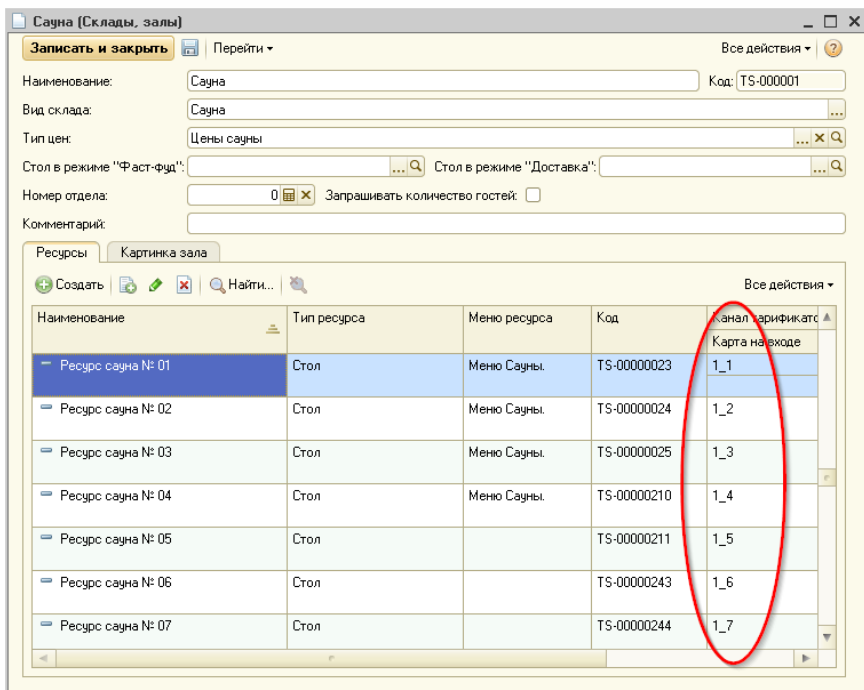 Сауна (Склады, залы)
Записать и закрыть Перейти Все действия
Наименование: Сауна Код: TS-000001
Вид склада: Сауна ...
Тип цен: Цены сауны ...
Стол в режиме "Фаст-фуд": ... Стол в режиме "Доставка": ...
Номер отдела: 0 Запрашивать количество гостей:
Комментарий:
Ресурсы Картинка зала
Создать Найти... Все действия
Наименование Тип ресурса Меню ресурса Код Канал тарификатс
Карта на входе
Ресурс сауна № 01 Стол Меню Сауны. TS-00000023 1_1
Ресурс сауна № 02 Стол Меню Сауны. TS-00000024 1_2
Ресурс сауна № 03 Стол Меню Сауны. TS-00000025 1_3
Ресурс сауна № 04 Стол Меню Сауны. TS-00000210 1_4
Ресурс сауна № 05 Стол TS-00000211 1_5
Ресурс сауна № 06 Стол TS-00000243 1_6
Ресурс сауна № 07 Стол TS-00000244 1_7